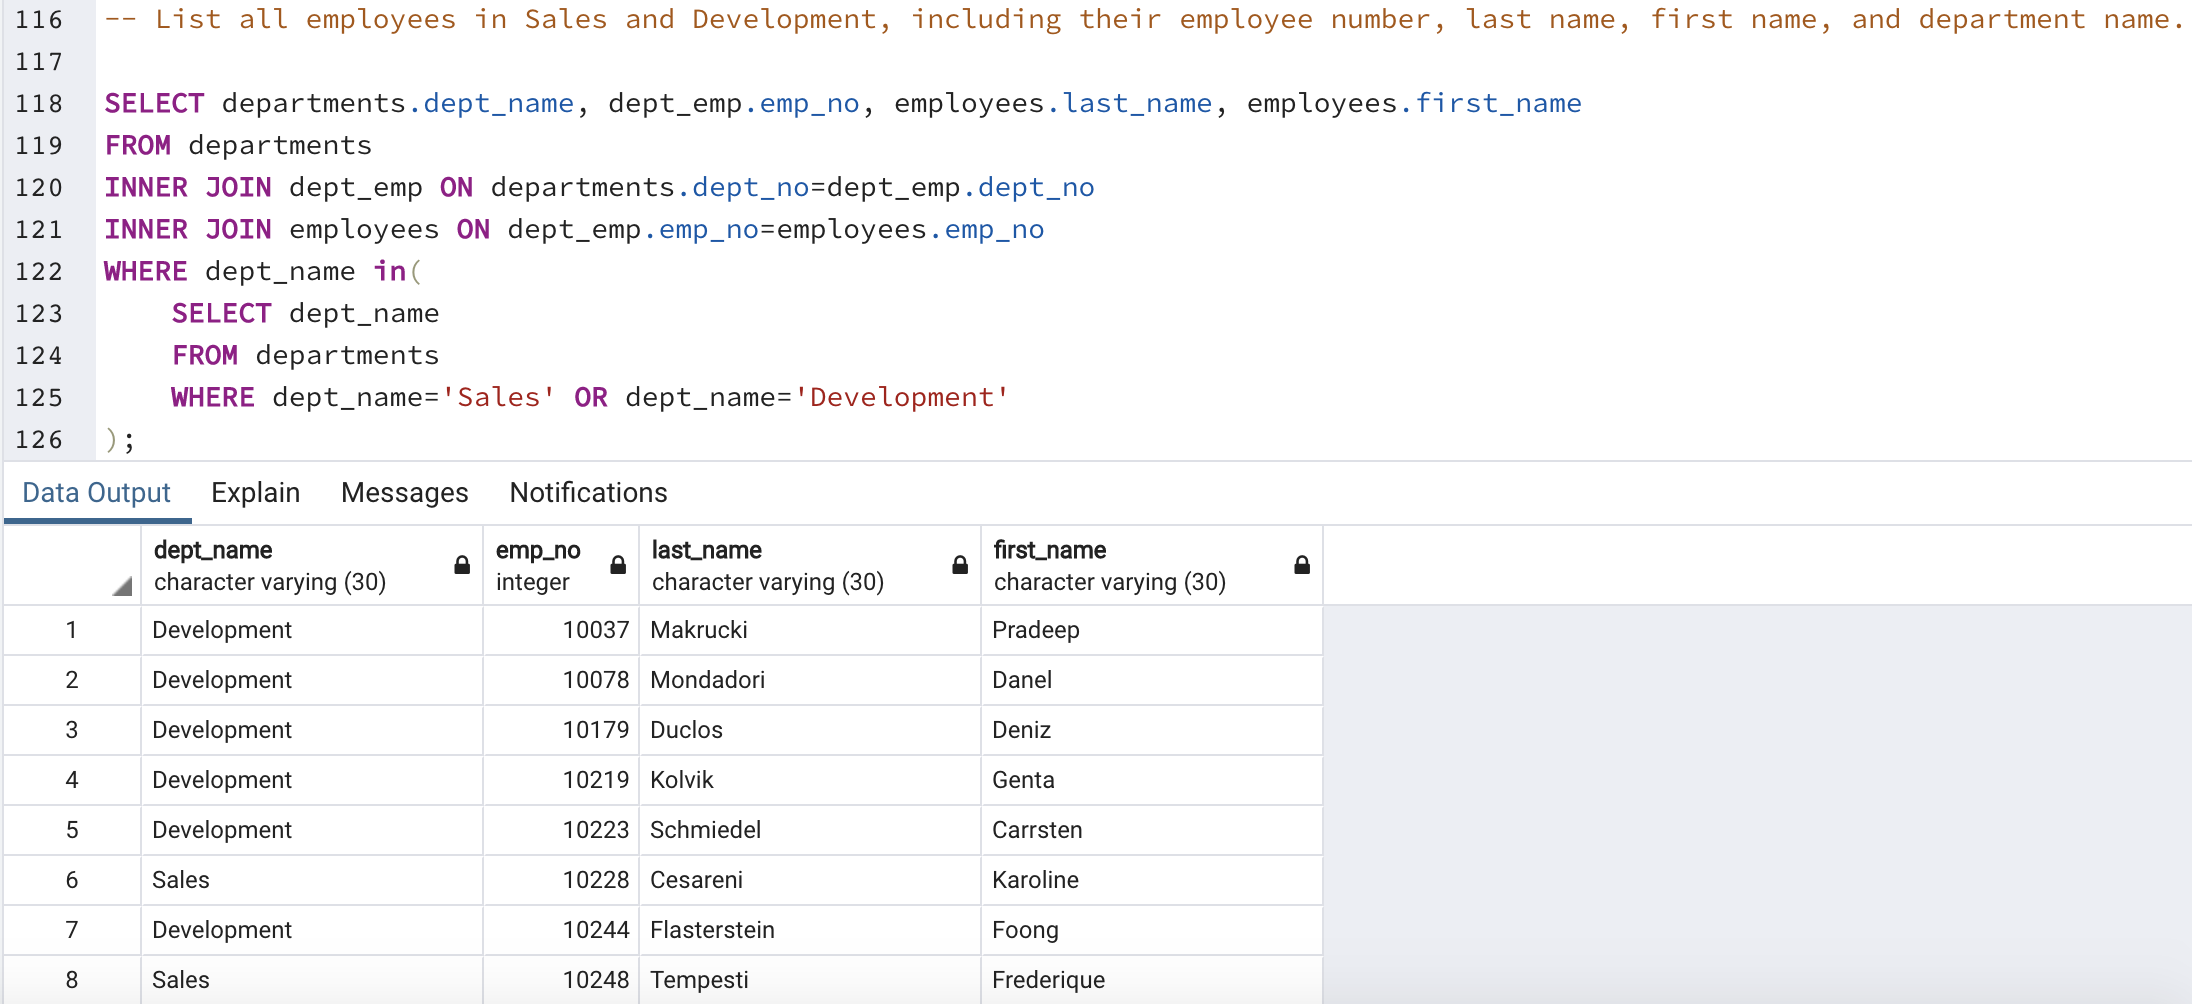 116 -- List all employees in Sales and Development, including their employee number, last name, first name, and department name.
117
118 SELECT departments.dept_name, dept_emp.emp_no, employees.last_name, employees.first_name
119 FROM departments
120 INNER JOIN dept_emp ON departments.dept_no=dept_emp.dept_no
121 INNER JOIN employees ON dept_emp.emp_no=employees.emp_no
122 WHERE dept_name in(
123 SELECT dept_name
124 FROM departments
125 WHERE dept_name='Sales' OR dept_name='Development'
126 );
Data Output Explain Messages Notifications
dept_name emp_no last_name first_name
character varying (30) integer character varying (30) character varying (30)
1 Development 10037 Makrucki Pradeep
2 Development 10078 Mondadori Danel
3 Development 10179 Duclos Deniz
4 Development 10219 Kolvik Genta
5 Development 10223 Schmiedel Carrsten
6 Sales 10228 Cesareni Karoline
7 Development 10244 Flasterstein Foong
8 Sales 10248 Tempesti Frederique